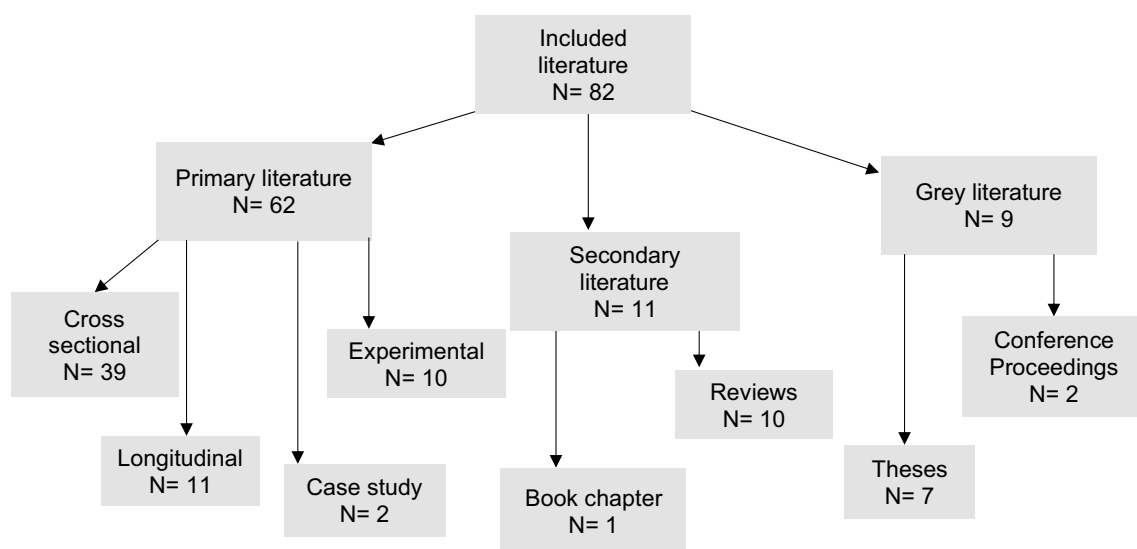 Included
literature
N= 82
Primary literature
N= 62
Grey literature
N= 9
Secondary
literature
N= 11
Cross
sectional
N= 39
Experimental
N= 10
Conference
Proceedings
N= 2
Reviews
N= 10
Longitudinal
N= 11
Case study
N= 2
Book chapter
N= 1
Theses
N= 7